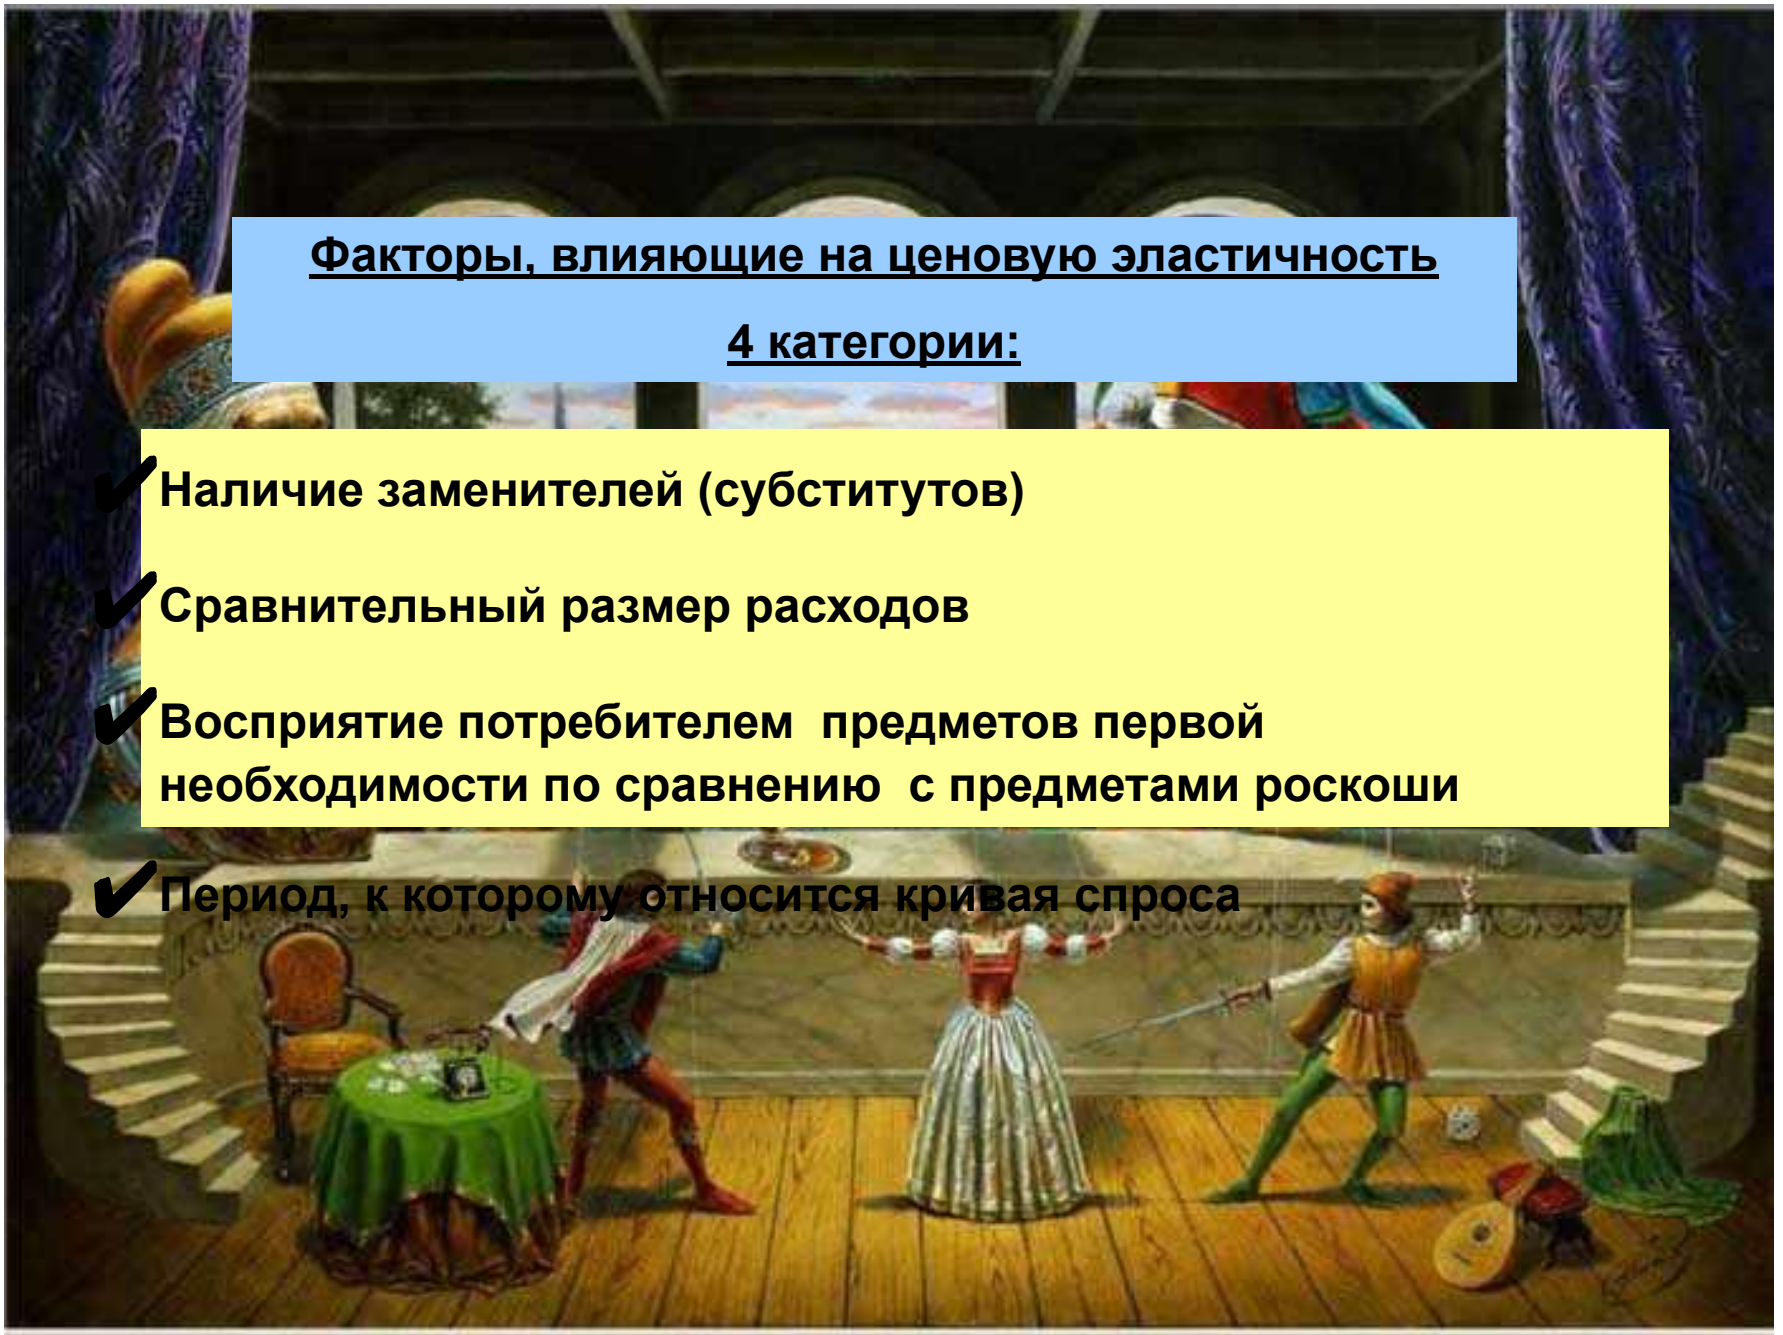 Факторы, влияющие на ценовую эластичность
4 категории:
✔Наличие заменителей (субститутов)
✔Сравнительный размер расходов
✔Восприятие потребителем предметов первой
необходимости по сравнению с предметами роскоши
✔Период, к которому относится кривая спроса